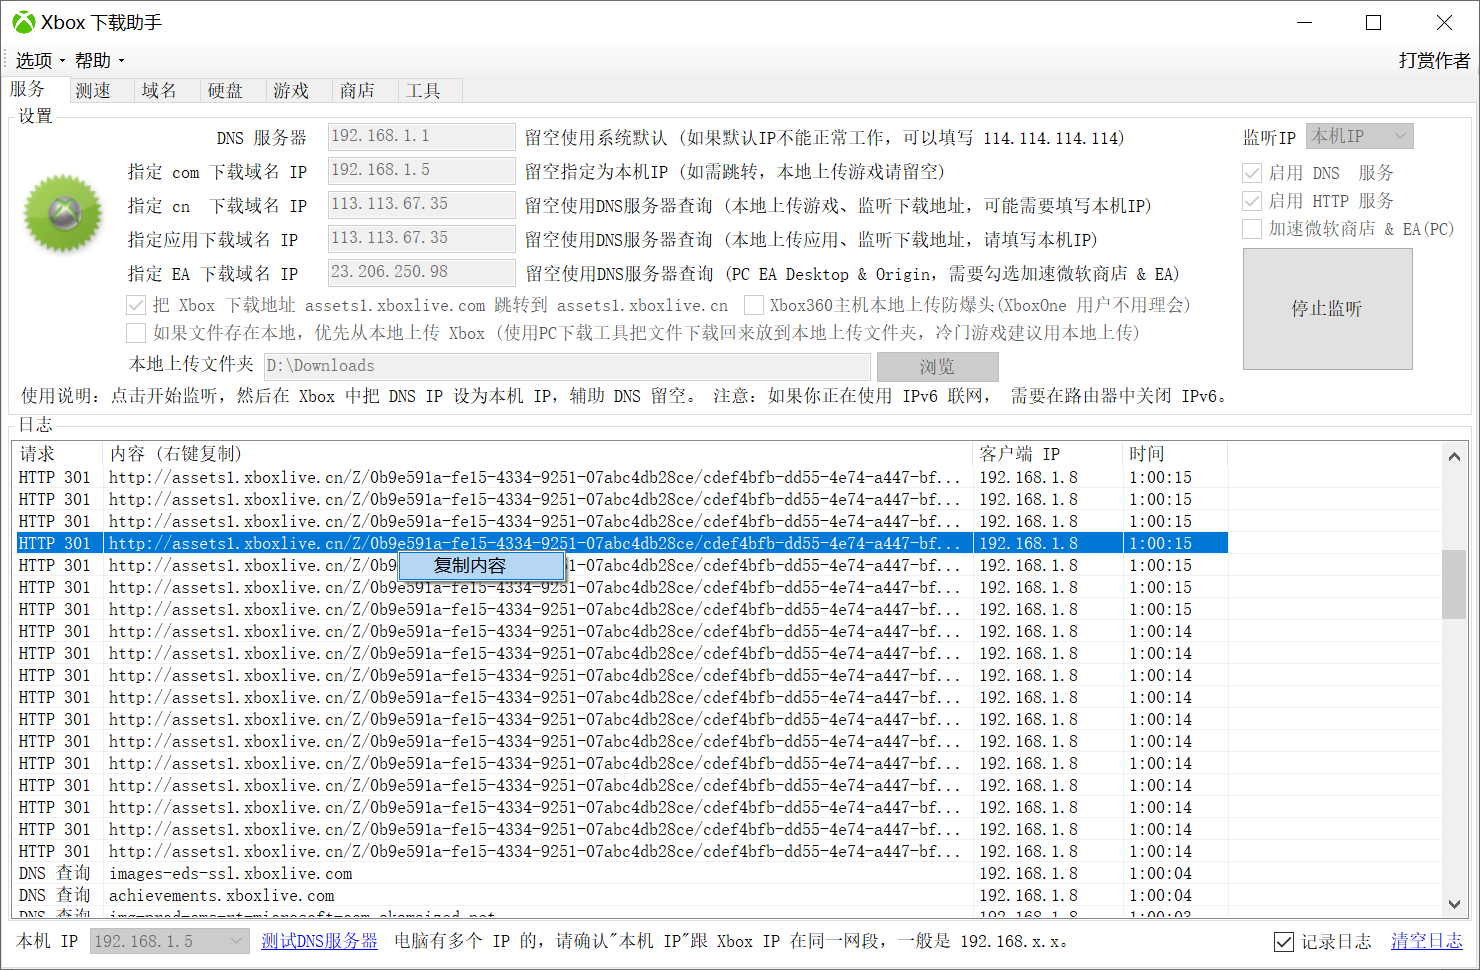 Xbox 下载助手
选项 帮助 打赏作者
服务 测速 域名 硬盘 游戏 商店 工具
设置
DNS 服务器 192.168.1.1 留空使用系统默认 (如果默认IP不能正常工作，可以填写 114.114.114.114) 监听IP 本机IP
指定 com 下载域名 IP 192.168.1.5 留空指定为本机IP (如需跳转，本地上传游戏请留空) 启用 DNS 服务
指定 cn 下载域名 IP 113.113.67.35 留空使用DNS服务器查询 (本地上传游戏、监听下载地址，可能需要填写本机IP) 启用 HTTP 服务
指定应用下载域名 IP 113.113.67.35 留空使用DNS服务器查询 (本地上传应用、监听下载地址，请填写本机IP) 加速微软商店 & EA(PC)
指定 EA 下载域名 IP 23.206.250.98 留空使用DNS服务器查询 (PC EA Desktop & Origin，需要勾选加速微软商店 & EA)
把 Xbox 下载地址 assets1.xboxlive.com 跳转到 assets1.xboxlive.cn Xbox360主机本地上传防爆头(XboxOne 用户不用理会) 停止监听
如果文件存在本地，优先从本地上传 Xbox (使用PC下载工具把文件下载回来放到本地上传文件夹，冷门游戏建议用本地上传)
本地上传文件夹 D:\Downloads 浏览
使用说明：点击开始监听，然后在 Xbox 中把 DNS IP 设为本机 IP，辅助 DNS 留空。 注意：如果你正在使用 IPv6 联网， 需要在路由器中关闭 IPv6。
日志
请求 内容 (右键复制) 客户端 IP 时间
HTTP 301 http://assets1.xboxlive.cn/Z/0b9e591a-fe15-4334-9251-07abc4db28ce/cdef4bfb-dd55-4e74-a447-bf... 192.168.1.8 1:00:15
HTTP 301 http://assets1.xboxlive.cn/Z/0b9e591a-fe15-4334-9251-07abc4db28ce/cdef4bfb-dd55-4e74-a447-bf... 192.168.1.8 1:00:15
HTTP 301 http://assets1.xboxlive.cn/Z/0b9e591a-fe15-4334-9251-07abc4db28ce/cdef4bfb-dd55-4e74-a447-bf... 192.168.1.8 1:00:15
HTTP 301 http://assets1.xboxlive.cn/Z/0b9e591a-fe15-4334-9251-07abc4db28ce/cdef4bfb-dd55-4e74-a447-bf... 192.168.1.8 1:00:15
HTTP 301 http://assets1.xboxlive.cn/Z/0b9 复制内容 1-07abc4db28ce/cdef4bfb-dd55-4e74-a447-bf... 192.168.1.8 1:00:15
HTTP 301 http://assets1.xboxlive.cn/Z/0b9e591a-fe15-4334-9251-07abc4db28ce/cdef4bfb-dd55-4e74-a447-bf... 192.168.1.8 1:00:15
HTTP 301 http://assets1.xboxlive.cn/Z/0b9e591a-fe15-4334-9251-07abc4db28ce/cdef4bfb-dd55-4e74-a447-bf... 192.168.1.8 1:00:15
HTTP 301 http://assets1.xboxlive.cn/Z/0b9e591a-fe15-4334-9251-07abc4db28ce/cdef4bfb-dd55-4e74-a447-bf... 192.168.1.8 1:00:14
HTTP 301 http://assets1.xboxlive.cn/Z/0b9e591a-fe15-4334-9251-07abc4db28ce/cdef4bfb-dd55-4e74-a447-bf... 192.168.1.8 1:00:14
HTTP 301 http://assets1.xboxlive.cn/Z/0b9e591a-fe15-4334-9251-07abc4db28ce/cdef4bfb-dd55-4e74-a447-bf... 192.168.1.8 1:00:14
HTTP 301 http://assets1.xboxlive.cn/Z/0b9e591a-fe15-4334-9251-07abc4db28ce/cdef4bfb-dd55-4e74-a447-bf... 192.168.1.8 1:00:14
HTTP 301 http://assets1.xboxlive.cn/Z/0b9e591a-fe15-4334-9251-07abc4db28ce/cdef4bfb-dd55-4e74-a447-bf... 192.168.1.8 1:00:14
HTTP 301 http://assets1.xboxlive.cn/Z/0b9e591a-fe15-4334-9251-07abc4db28ce/cdef4bfb-dd55-4e74-a447-bf... 192.168.1.8 1:00:14
HTTP 301 http://assets1.xboxlive.cn/Z/0b9e591a-fe15-4334-9251-07abc4db28ce/cdef4bfb-dd55-4e74-a447-bf... 192.168.1.8 1:00:14
HTTP 301 http://assets1.xboxlive.cn/Z/0b9e591a-fe15-4334-9251-07abc4db28ce/cdef4bfb-dd55-4e74-a447-bf... 192.168.1.8 1:00:14
HTTP 301 http://assets1.xboxlive.cn/Z/0b9e591a-fe15-4334-9251-07abc4db28ce/cdef4bfb-dd55-4e74-a447-bf... 192.168.1.8 1:00:14
HTTP 301 http://assets1.xboxlive.cn/Z/0b9e591a-fe15-4334-9251-07abc4db28ce/cdef4bfb-dd55-4e74-a447-bf... 192.168.1.8 1:00:14
HTTP 301 http://assets1.xboxlive.cn/Z/0b9e591a-fe15-4334-9251-07abc4db28ce/cdef4bfb-dd55-4e74-a447-bf... 192.168.1.8 1:00:14
DNS 查询 images-eds-ssl.xboxlive.com 192.168.1.8 1:00:04
DNS 查询 achievements.xboxlive.com 192.168.1.8 1:00:04
DNS 查询 192.168.1.8 1:00:03
本机 IP 192.168.1.5 测试DNS服务器 电脑有多个 IP 的，请确认"本机 IP"跟 Xbox IP 在同一网段，一般是 192.168.x.x。 记录日志 清空日志